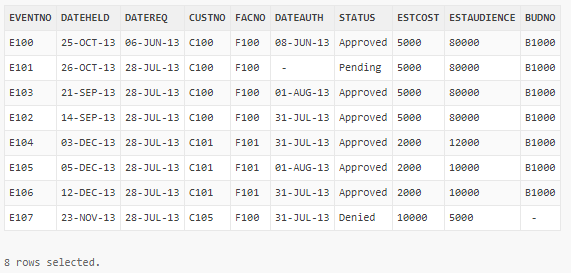 EVENTNO DATEHELD DATEREQ CUSTNO FACNO DATEAUTH STATUS ESTCOST ESTAUDIENCE BUDNO
E100 25-OCT-13 06-JUN-13 C100 F100 08-JUN-13 Approved 5000 80000 B1000
E101 26-OCT-13 28-JUL-13 C100 F100 - Pending 5000 80000 B1000
E103 21-SEP-13 28-JUL-13 C100 F100 01-AUG-13 Approved 5000 80000 B1000
E102 14-SEP-13 28-JUL-13 C100 F100 31-JUL-13 Approved 5000 80000 B1000
E104 03-DEC-13 28-JUL-13 C101 F101 31-JUL-13 Approved 2000 12000 B1000
E105 05-DEC-13 28-JUL-13 C101 F101 01-AUG-13 Approved 2000 10000 B1000
E106 12-DEC-13 28-JUL-13 C101 F101 31-JUL-13 Approved 2000 10000 B1000
E107 23-NOV-13 28-JUL-13 C105 F100 31-JUL-13 Denied 10000 5000 -
8 rows selected.